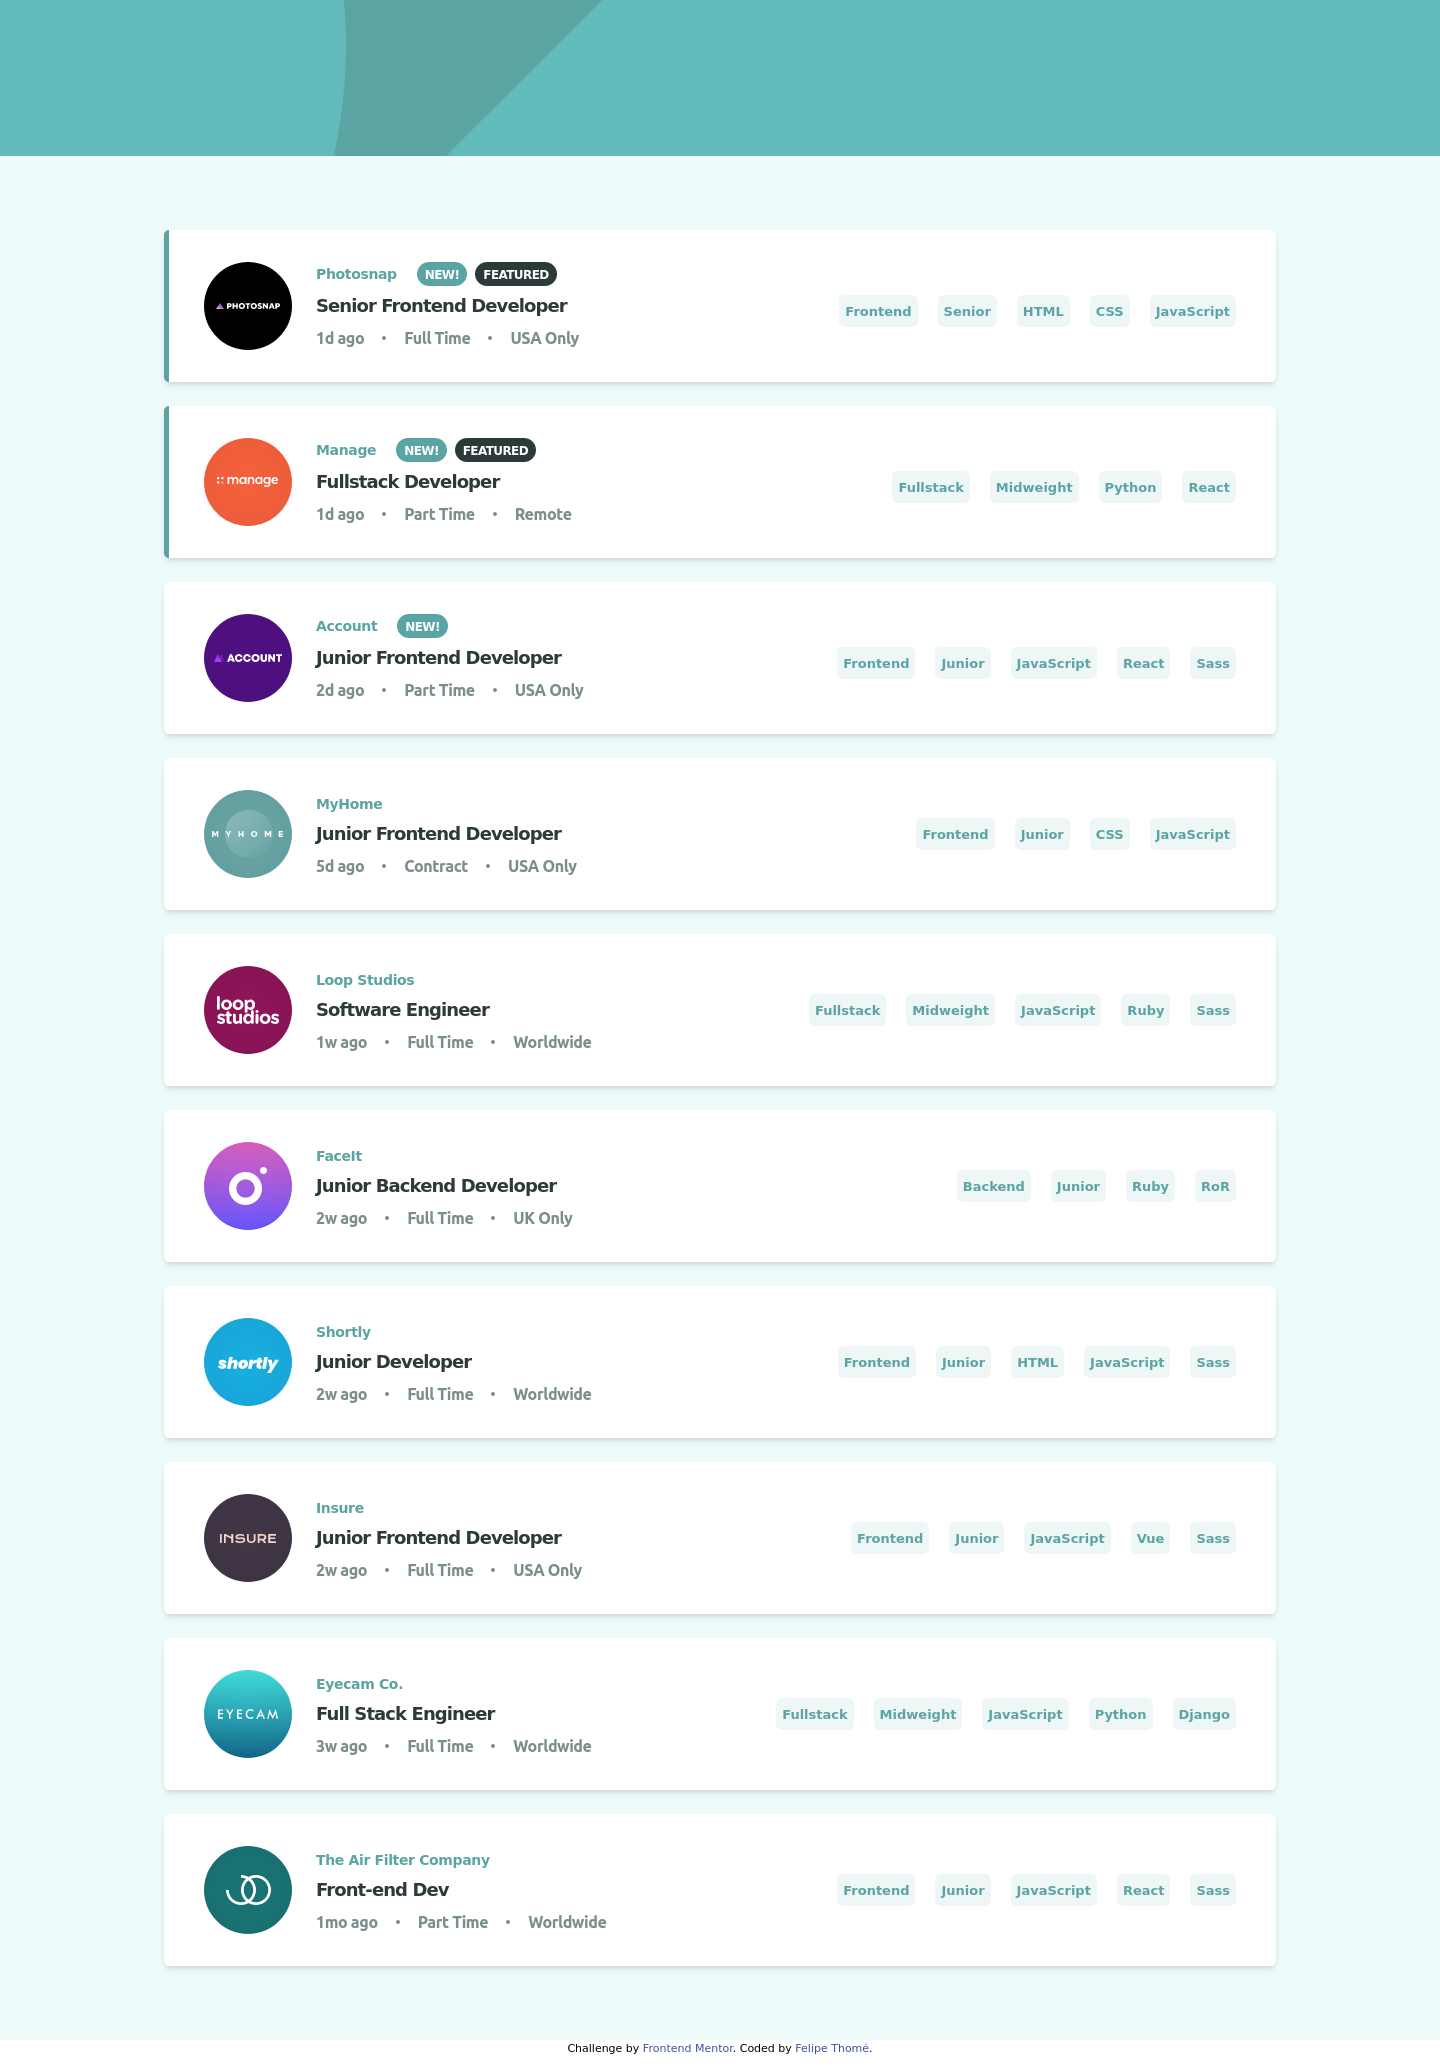 PHOTOSNAP
Photosnap NEW! FEATURED
Senior Frontend Developer
1d ago • Full Time • USA Only
Frontend Senior HTML CSS JavaScript
manage
Manage NEW! FEATURED
Fullstack Developer
1d ago • Part Time • Remote
Fullstack Midweight Python React
ACCOUNT
Account NEW!
Junior Frontend Developer
2d ago • Part Time • USA Only
Frontend Junior JavaScript React Sass
MYHOME
MyHome
Junior Frontend Developer
5d ago • Contract • USA Only
Frontend Junior CSS JavaScript
loop
studios
Loop Studios
Software Engineer
1w ago • Full Time • Worldwide
Fullstack Midweight JavaScript Ruby Sass
FaceIt
Junior Backend Developer
2w ago • Full Time • UK Only
Backend Junior Ruby RoR
shortly
Shortly
Junior Developer
2w ago • Full Time • Worldwide
Frontend Junior HTML JavaScript Sass
INSURE
Insure
Junior Frontend Developer
2w ago • Full Time • USA Only
Frontend Junior JavaScript Vue Sass
EYECAM
Eyecam Co.
Full Stack Engineer
3w ago • Full Time • Worldwide
Fullstack Midweight JavaScript Python Django
The Air Filter Company
Front-end Dev
1mo ago • Part Time • Worldwide
Frontend Junior JavaScript React Sass
Challenge by Frontend Mentor. Coded by Felipe Thomé.